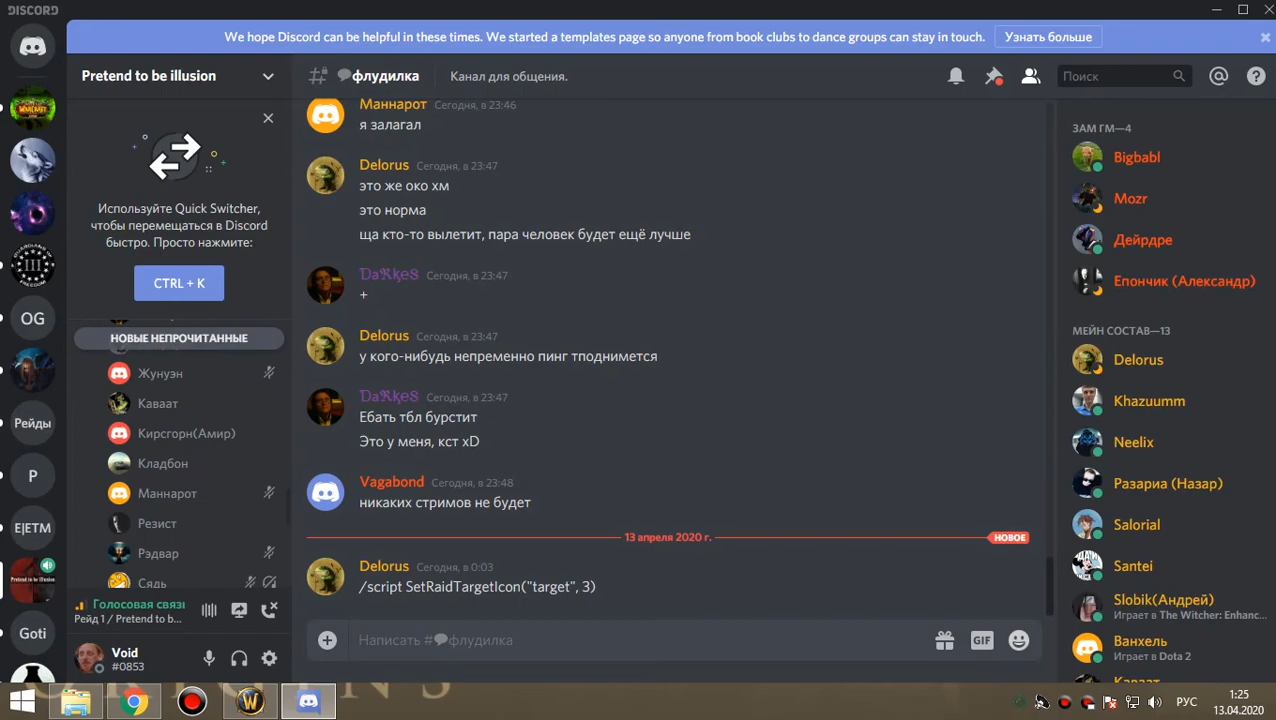 DISCORD
We hope Discord can be helpful in these times. We started a templates page so anyone from book clubs to dance groups can stay in touch.
Узнать больше
Pretend to be illusion
флудилка
Канал для общения.
Поиск
Используйте Quick Switcher,
чтобы перемещаться в Discord
быстро. Просто нажмите:
CTRL + K
НОВЫЕ НЕПРОЧИТАННЫЕ
Жунуэн
Каваат
Кирсгорн(Амир)
Кладбон
Маннарот
Резист
Рэдвар
Сядь
Голосовая связь
Рейд 1 / Pretend to b...
Void
#0853
OG
Рейды
P
E|ETM
Goti
Маннарот Сегодня, в 23:46
я залагал
Delorus Сегодня, в 23:47
это же око хм
это норма
ща кто-то вылетит, пара человек будет ещё лучше
Сегодня, в 23:47
+
Delorus Сегодня, в 23:47
у кого-нибудь непременно пинг тподнимется
Сегодня, в 23:47
Ебать тбл бурстит
Это у меня, кст xD
Vagabond Сегодня, в 23:48
никаких стримов не будет
13 апреля 2020 г.
НОВОЕ
Delorus Сегодня, в 0:03
/script SetRaidTargetIcon("target", 3)
Написать #флудилка
GIF
ЗАМ ГМ—4
Bigbabl
Mozr
Дейрдре
Епончик (Александр)
МЕЙН СОСТАВ—13
Delorus
Khazuumm
Neelix
Разариа (Назар)
Salorial
Santei
Slobik(Андрей)
Играет в The Witcher: Enhanc...
Ванхель
Играет в Dota 2
РУС
1:25
13.04.2020